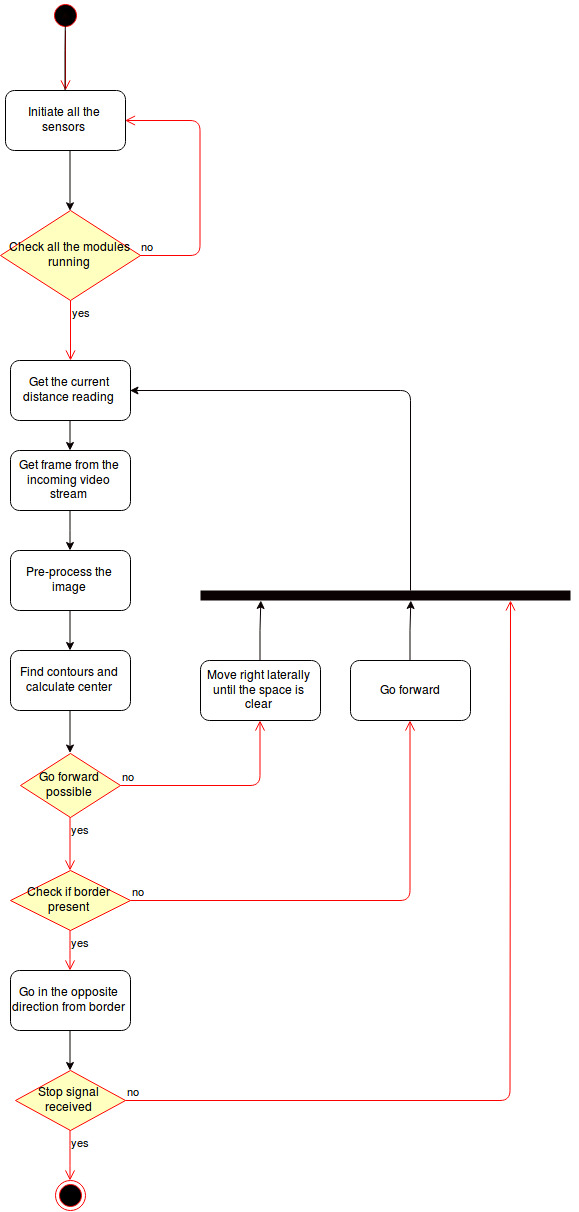 Initiate all the
sensors
Check all the modules
running
no
yes
Get the current
distance reading
Get frame from the
incoming video
stream
Pre-process the
image
Find contours and
calculate center
Move right laterally
until the space is
clear
Go forward
Go forward
possible
no
yes
Check if border
present
no
yes
Go in the opposite
direction from border
Stop signal
received
no
yes